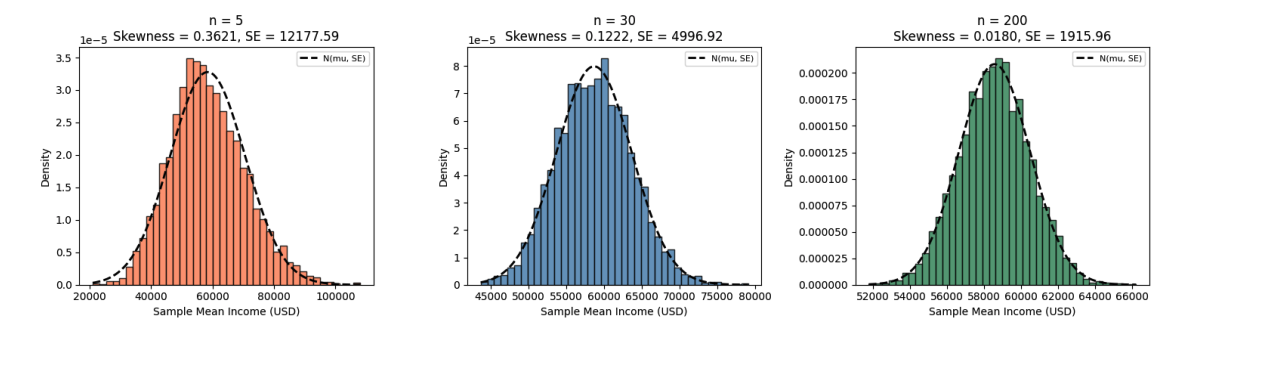 n = 5
Skewness = 0.3621, SE = 12177.59
1e−5
N(mu, SE)
3.5
3.0
2.5
2.0
1.5
1.0
0.5
0.0
Density
20000 40000 60000 80000 100000
Sample Mean Income (USD)
n = 30
Skewness = 0.1222, SE = 4996.92
1e−5
N(mu, SE)
8
7
6
5
4
3
2
1
0
Density
45000 50000 55000 60000 65000 70000 75000 80000
Sample Mean Income (USD)
n = 200
Skewness = 0.0180, SE = 1915.96
N(mu, SE)
0.000200
0.000175
0.000150
0.000125
0.000100
0.000075
0.000050
0.000025
0.000000
Density
52000 54000 56000 58000 60000 62000 64000 66000
Sample Mean Income (USD)